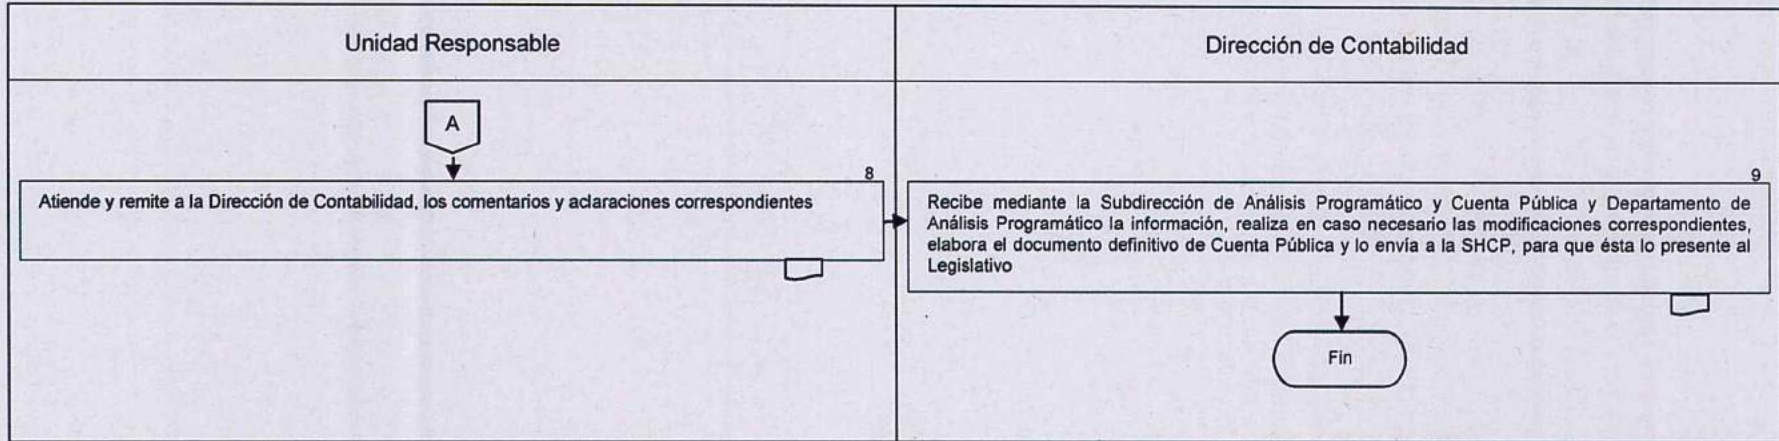 Unidad Responsable
Dirección de Contabilidad
A
8
Atiende y remite a la Dirección de Contabilidad, los comentarios y aclaraciones correspondientes
9
Recibe mediante la Subdirección de Análisis Programático y Cuenta Pública y Departamento de
Análisis Programático la información, realiza en caso necesario las modificaciones correspondientes,
elabora el documento definitivo de Cuenta Pública y lo envía a la SHCP, para que ésta lo presente al
Legislativo
Fin